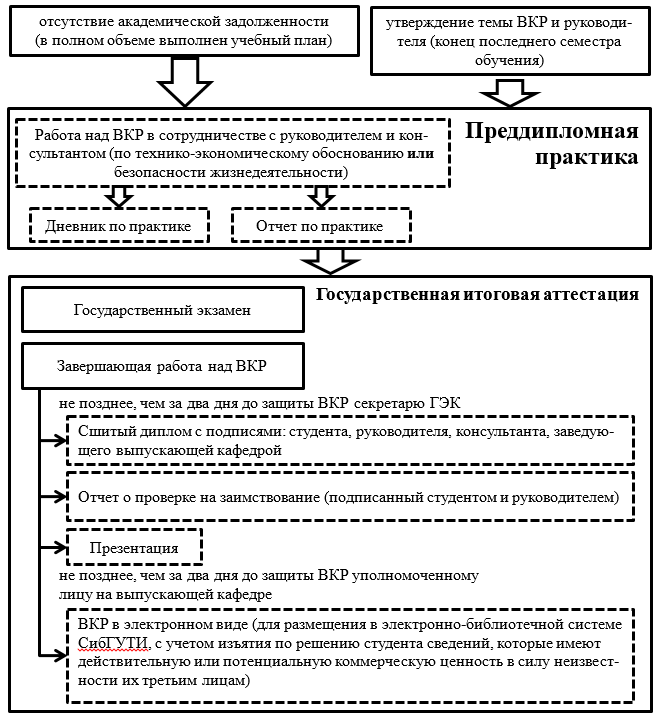 отсутствие академической задолженности
(в полном объеме выполнен учебный план)
утверждение темы ВКР и руководи-
теля (конец последнего семестра
обучения)
Преддипломная
практика
Работа над ВКР в сотрудничестве с руководителем и кон-
сультантом (по технико-экономическому обоснованию или
безопасности жизнедеятельности)
Дневник по практике
Отчет по практике
Государственная итоговая аттестация
Государственный экзамен
Завершающая работа над ВКР
не позднее, чем за два дня до защиты ВКР секретарю ГЭК
Сшитый диплом с подписями: студента, руководителя, консультанта, заведую-
щего выпускающей кафедрой
Отчет о проверке на заимствование (подписанный студентом и руководителем)
Презентация
не позднее, чем за два дня до защиты ВКР уполномоченному
лицу на выпускающей кафедре
ВКР в электронном виде (для размещения в электронно-библиотечной системе
СибГУТИ, с учетом изъятия по решению студента сведений, которые имеют
действительную или потенциальную коммерческую ценность в силу неизвест-
ности их третьим лицам)